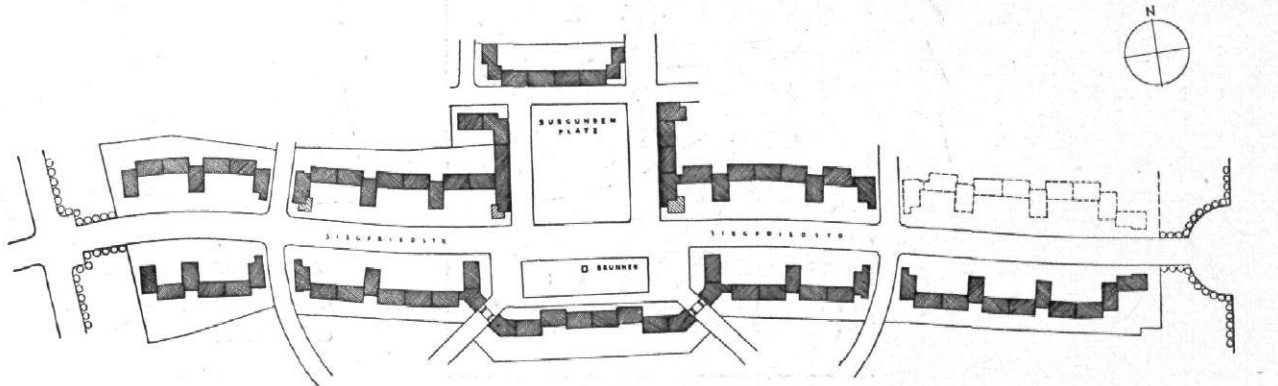 N
BURGUNDEN
PLATZ
SIEGFRIEDSTR
SIEGFRIEDSTR
BRUNNEN